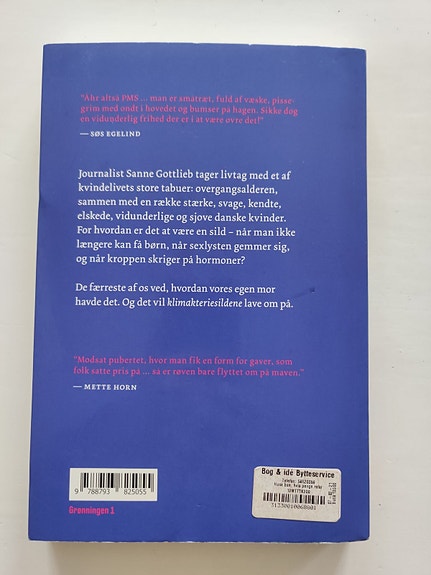 "Åhr altså PMS ... man er småtræt, fuld af væske, pisse-
grim med ondt i hovedet og bumser på hagen. Sikke dog
en vidunderlig frihed der er i at være ovre det!"
— SØS EGELIND
Journalist Sanne Gottlieb tager livtag med et af
kvindelivets store tabuer: overgangsalderen,
sammen med en række stærke, svage, kendte,
elskede, vidunderlige og sjove danske kvinder.
For hvordan er det at være en sild – når man ikke
længere kan få børn, når sexlysten gemmer sig,
og når kroppen skriger på hormoner?
De færreste af os ved, hvordan vores egen mor
havde det. Og det vil klimakteriesildene lave om på.
"Modsat pubertet, hvor man fik en form for gaver, som
folk satte pris på ... så er røven bare flyttet om på maven."
— METTE HORN
9 788793 825055
Grønningen 1
Bog & idé Bytteservice